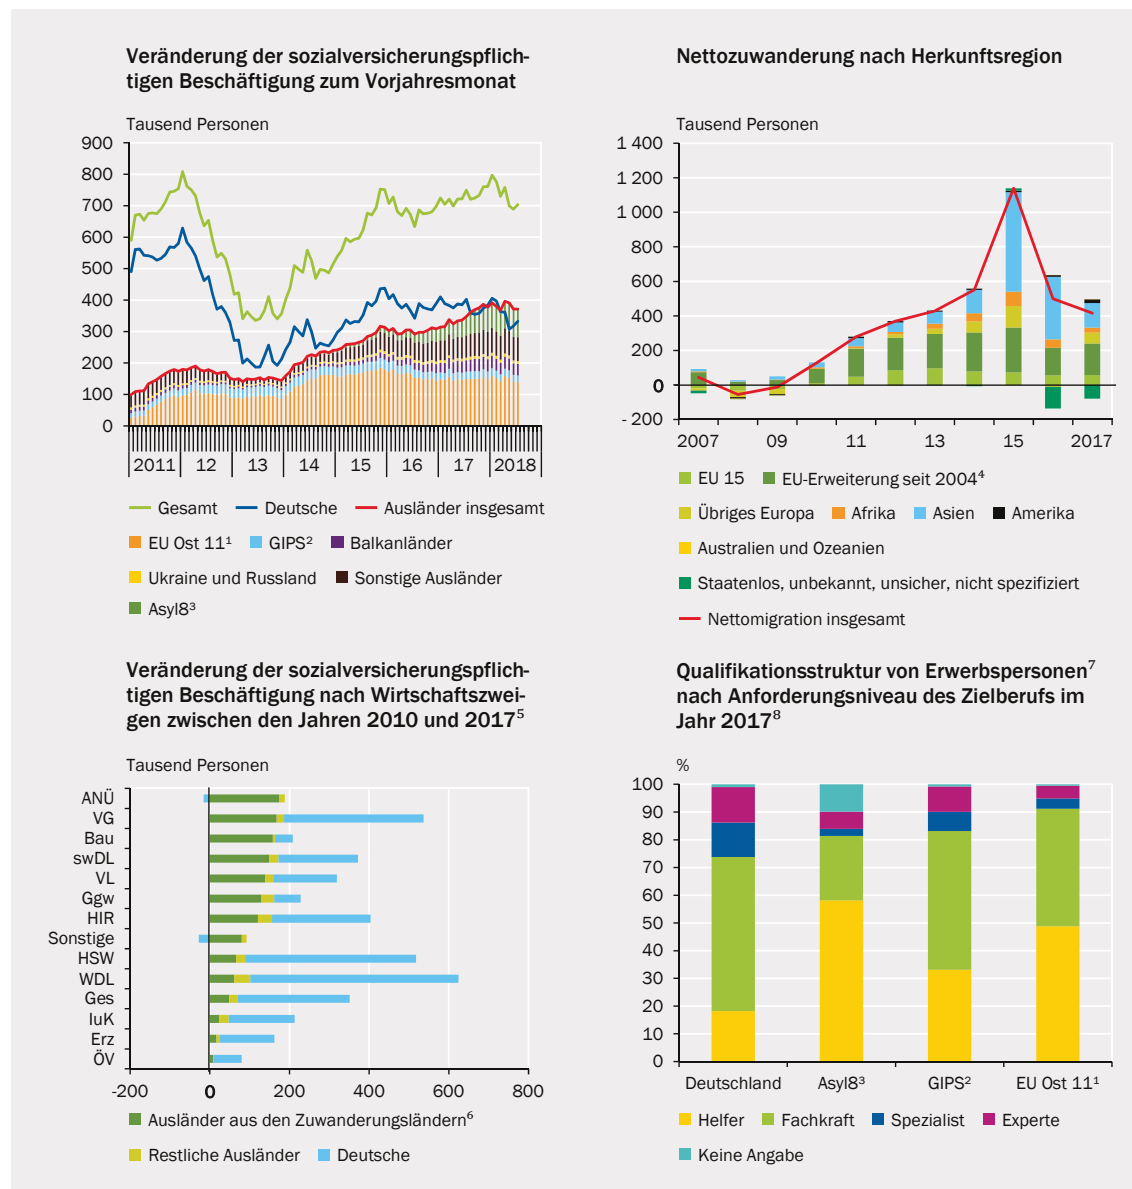 Veränderung der sozialversicherungspflich-
tigen Beschäftigung zum Vorjahresmonat
Tausend Personen
900
800
700
600
500
400
300
200
100
0
2011 12 13 14 15 16 17 2018
Gesamt Deutsche Ausländer insgesamt
EU Ost 11¹ GIPS² Balkanländer
Ukraine und Russland Sonstige Ausländer
Asyl8³
Nettozuwanderung nach Herkunftsregion
Tausend Personen
1 400
1 200
1 000
800
600
400
200
0
- 200
2007 09 11 13 15 2017
EU 15 EU-Erweiterung seit 2004⁴
Übriges Europa Afrika Asien Amerika
Australien und Ozeanien
Staatenlos, unbekannt, unsicher, nicht spezifiziert
Nettomigration insgesamt
Veränderung der sozialversicherungspflich-
tigen Beschäftigung nach Wirtschaftszwei-
gen zwischen den Jahren 2010 und 2017⁵
Tausend Personen
ANÜ
VG
Bau
swDL
VL
Ggw
HIR
Sonstige
HSW
WDL
Ges
IuK
Erz
ÖV
-200 0 200 400 600 800
Ausländer aus den Zuwanderungsländern⁶
Restliche Ausländer Deutsche
Qualifikationsstruktur von Erwerbspersonen⁷
nach Anforderungsniveau des Zielberufs im
Jahr 2017⁸
%
100
90
80
70
60
50
40
30
20
10
0
Deutschland Asyl8³ GIPS² EU Ost 11¹
Helfer Fachkraft Spezialist Experte
Keine Angabe